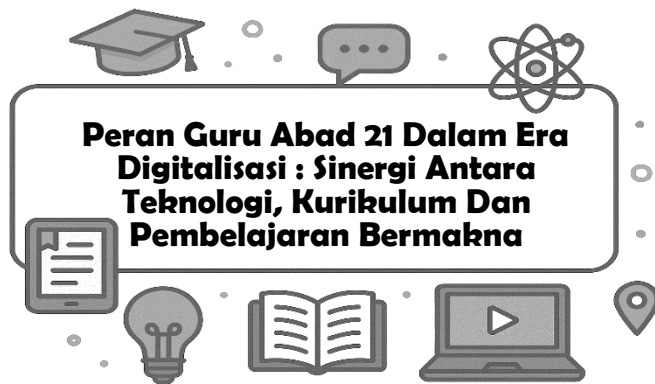 Peran Guru Abad 21 Dalam Era
Digitalisasi : Sinergi Antara
Teknologi, Kurikulum Dan
Pembelajaran Bermakna